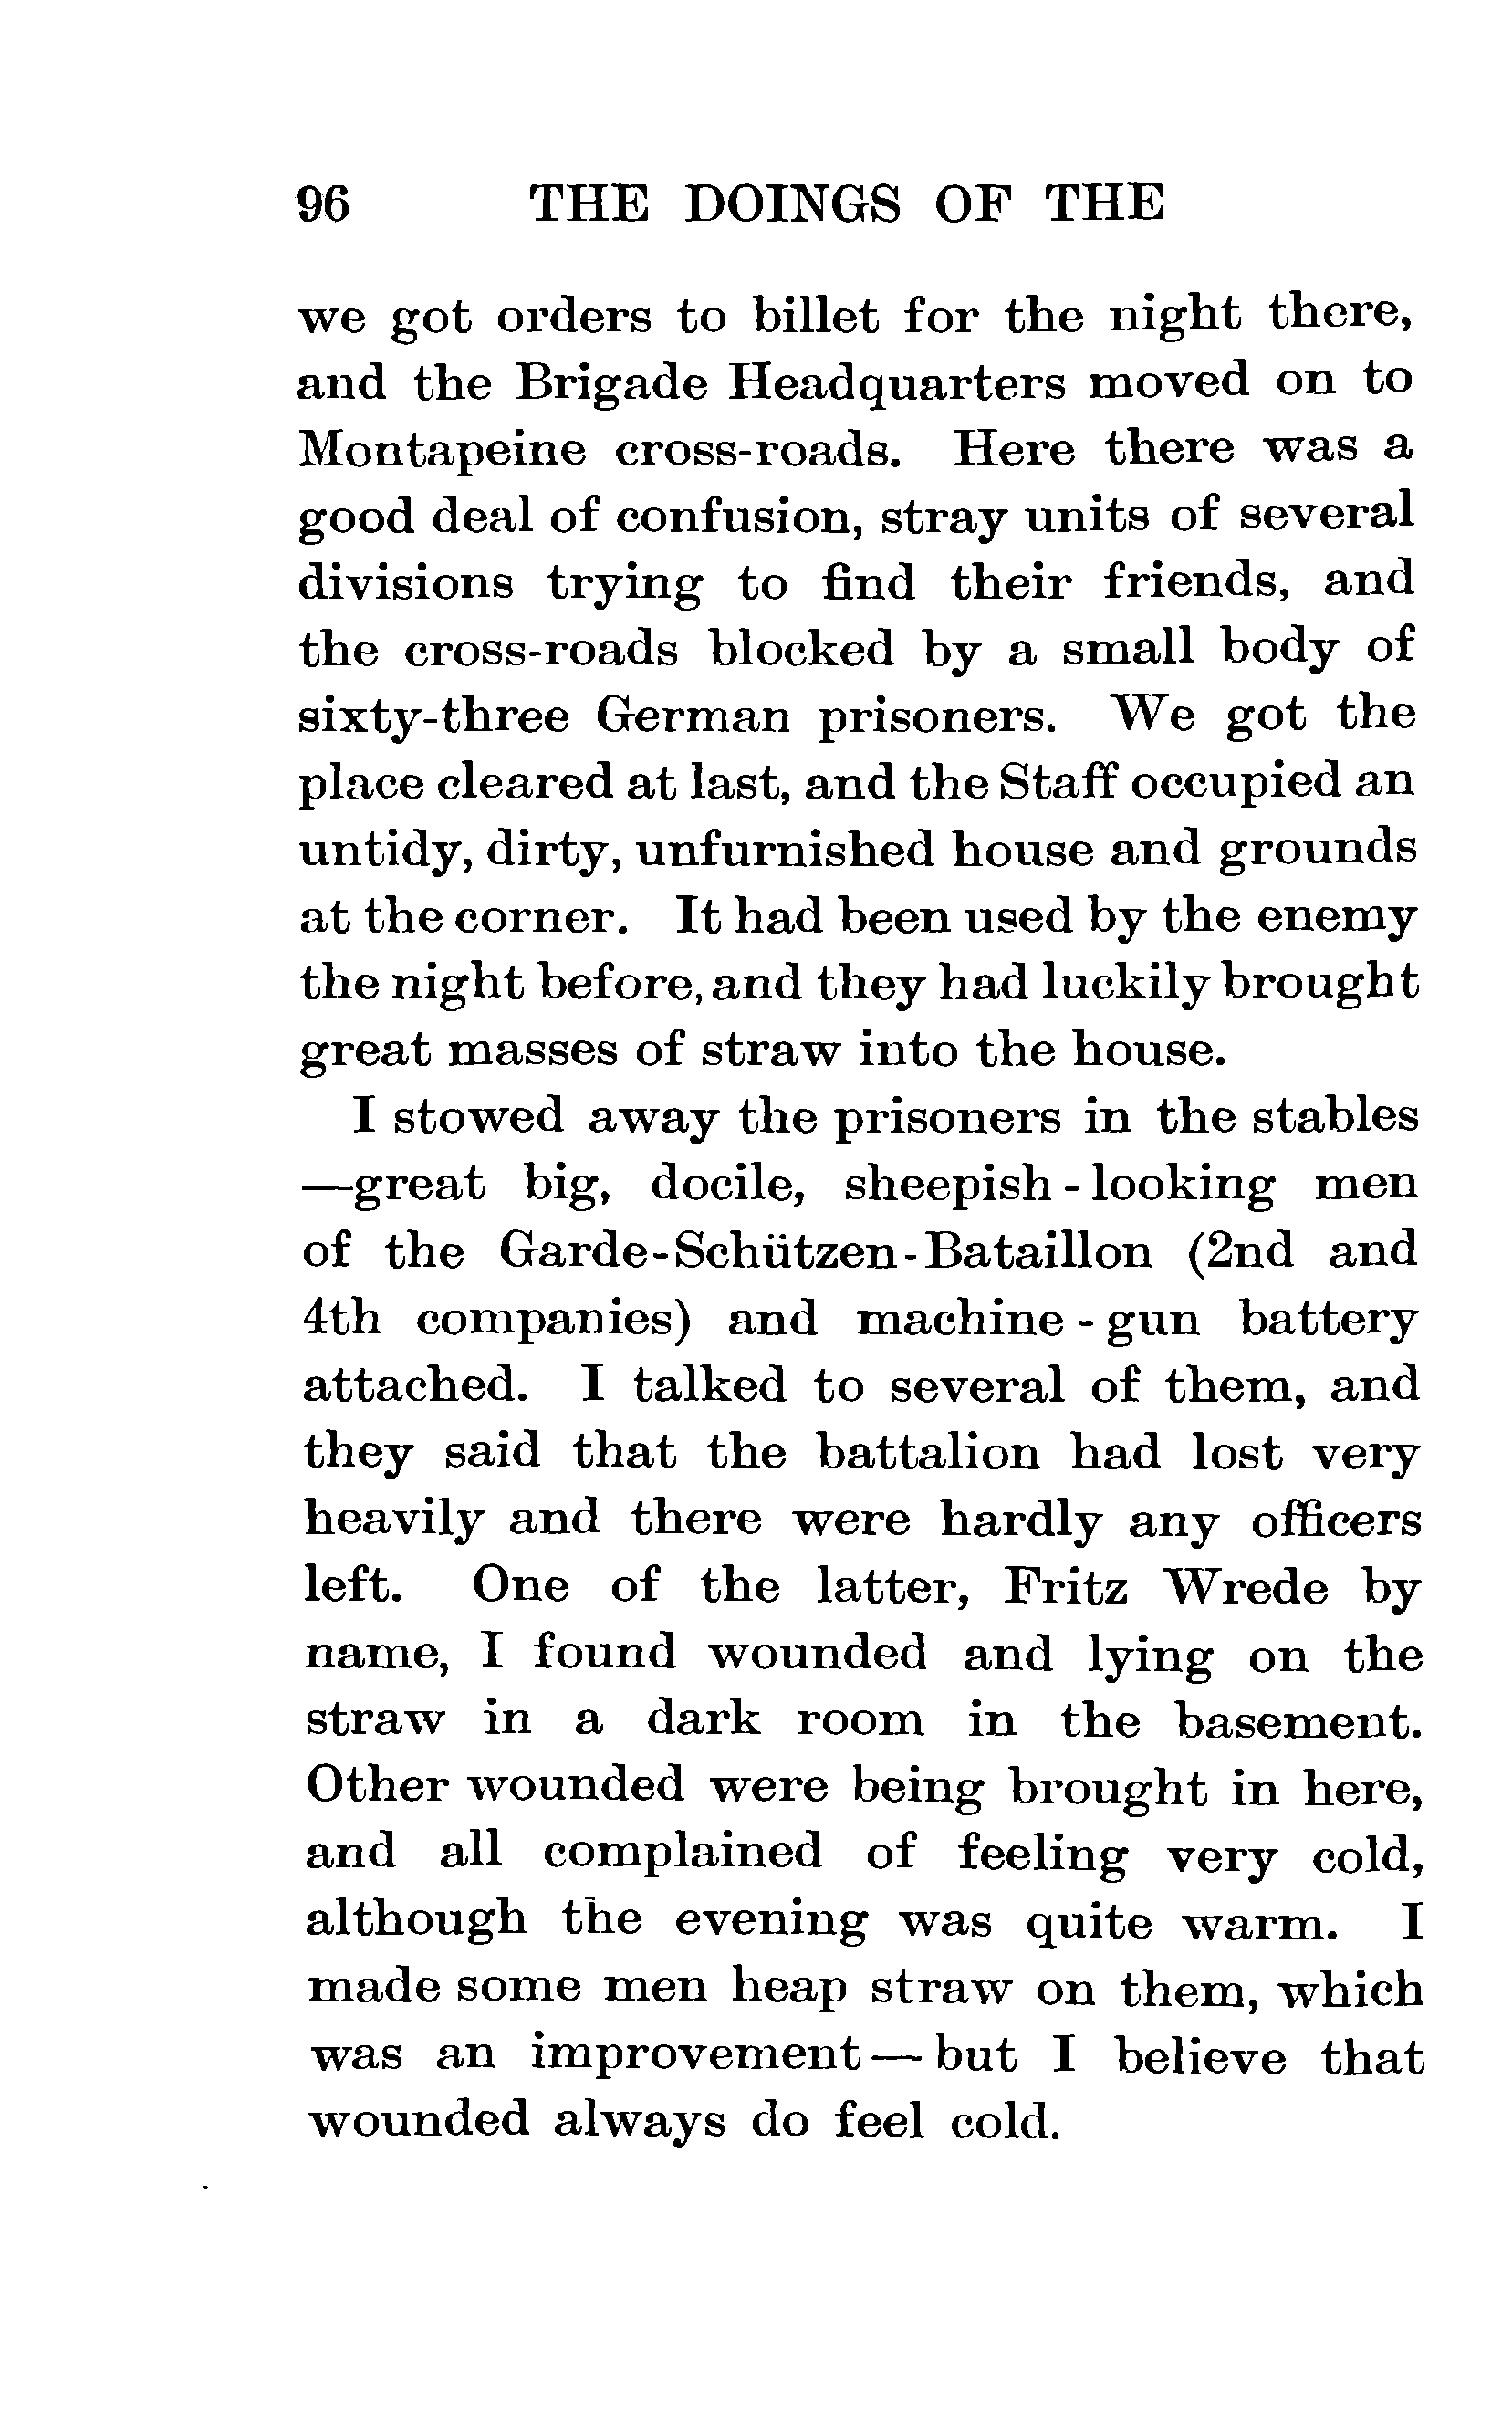 96 THE DOINGS OF THE
we got orders to billet for the night there,
and the Brigade Headquarters moved on to
Montapeine cross-roads. Here there was a
good deal of confusion, stray units of several
divisions trying to find their friends, and
the cross-roads blocked by a small body of
sixty-three German prisoners. We got the
place cleared at last, and the Staff occupied an
untidy, dirty, unfurnished house and grounds
at the corner. It had been used by the enemy
the night before, and they had luckily brought
great masses of straw into the house.
I stowed away the prisoners in the stables
—great big, docile, sheepish-looking men
of the Garde-Schützen-Bataillon (2nd and
4th companies) and machine-gun battery
attached. I talked to several of them, and
they said that the battalion had lost very
heavily and there were hardly any officers
left. One of the latter, Fritz Wrede by
name, I found wounded and lying on the
straw in a dark room in the basement.
Other wounded were being brought in here,
and all complained of feeling very cold,
although the evening was quite warm. I
made some men heap straw on them, which
was an improvement—but I believe that
wounded always do feel cold.